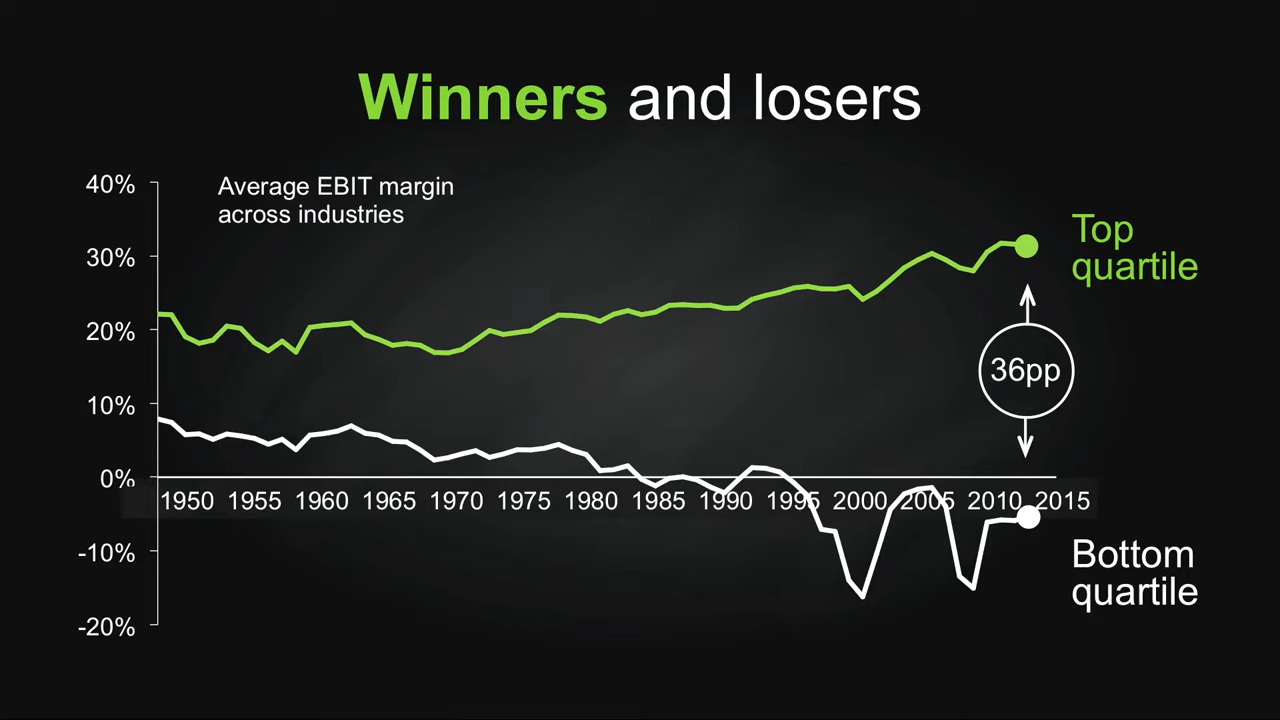 Winners and losers
Average EBIT margin
across industries
40%
30%
20%
10%
0%
-10%
-20%
1950 1955 1960 1965 1970 1975 1980 1985 1990 1995 2000 2005 2010 2015
Top
quartile
36pp
Bottom
quartile